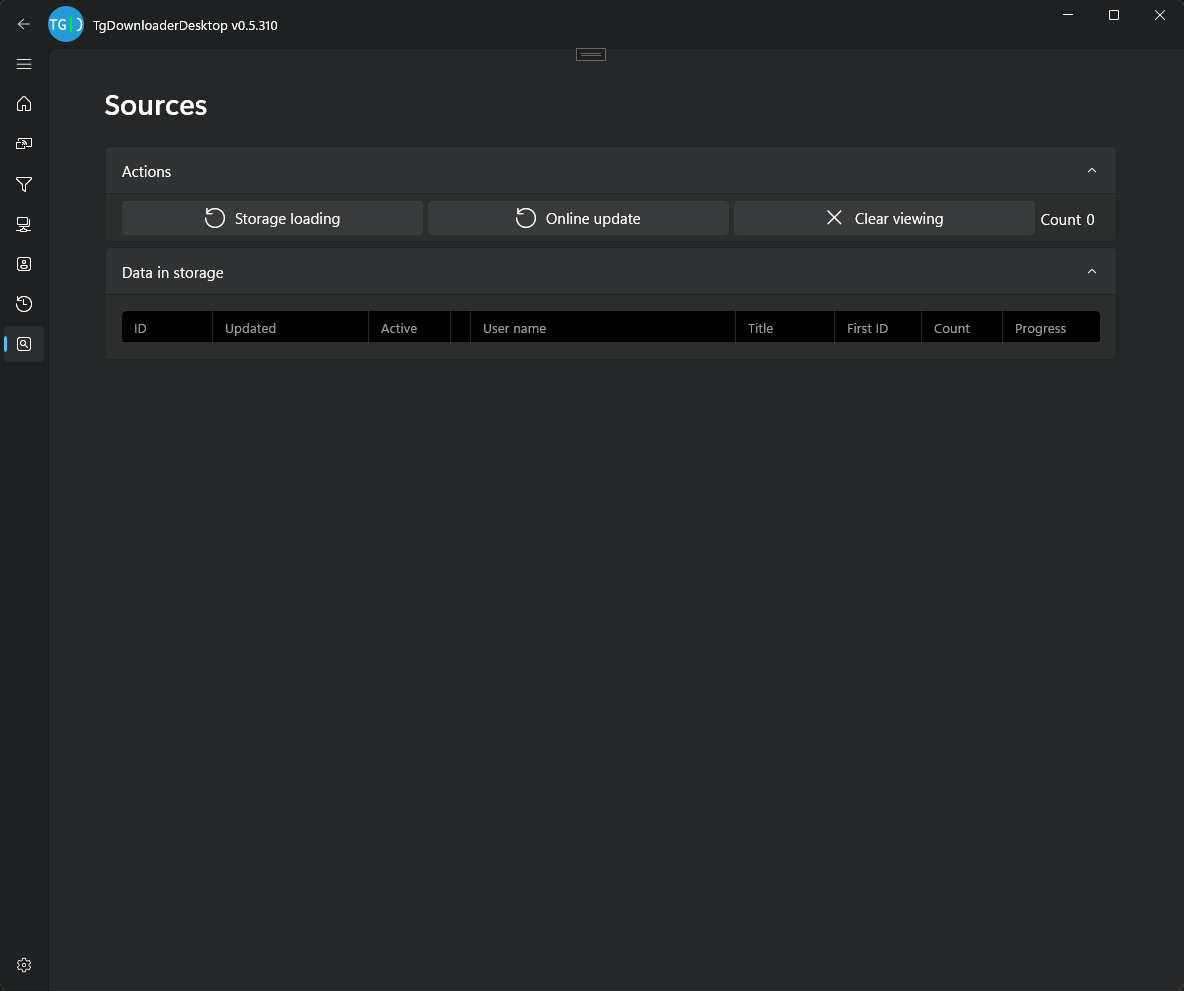 TG D TgDownloaderDesktop v0.5.310
Sources
Actions
Storage loading Online update Clear viewing Count 0
Data in storage
ID Updated Active User name Title First ID Count Progress